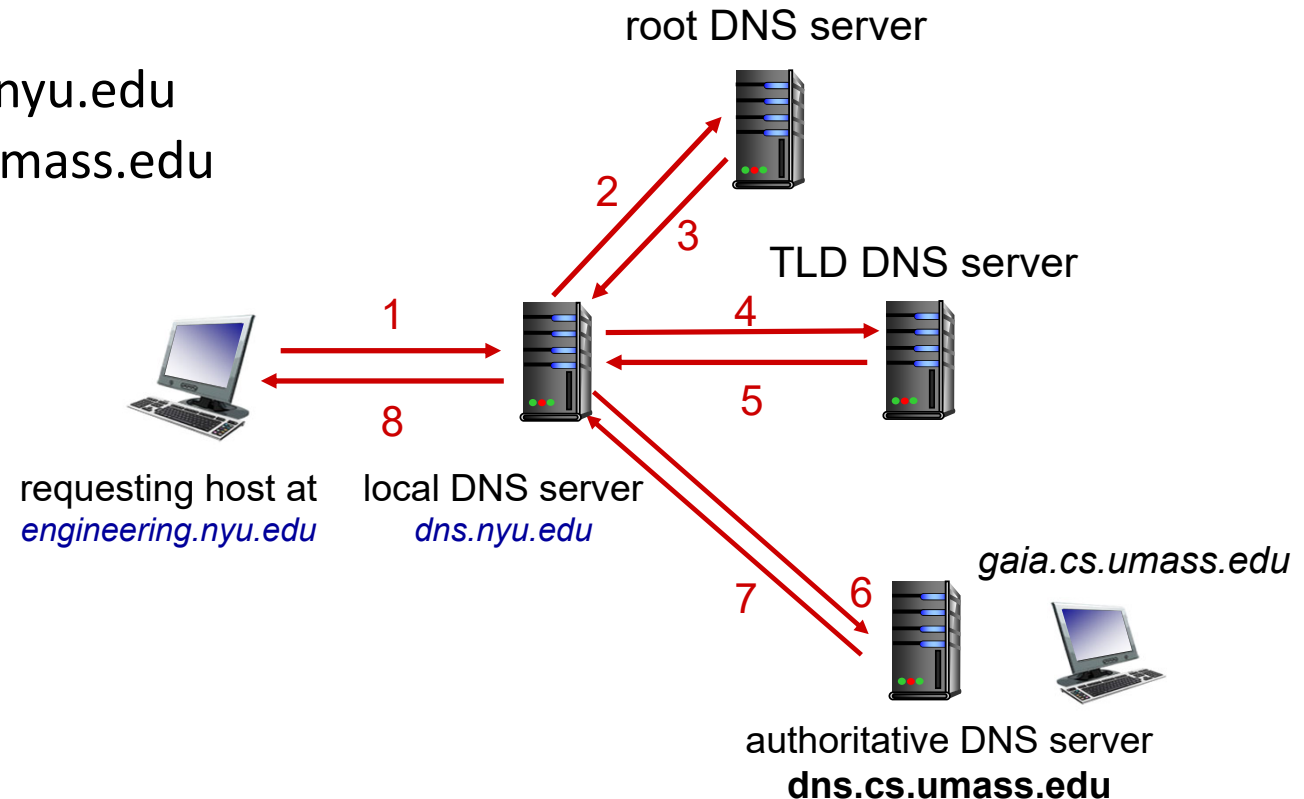 root DNS server
nyu.edu
mass.edu
2
3
TLD DNS server
1
4
5
8
requesting host at
engineering.nyu.edu
local DNS server
dns.nyu.edu
gaia.cs.umass.edu
7
6
authoritative DNS server
dns.cs.umass.edu